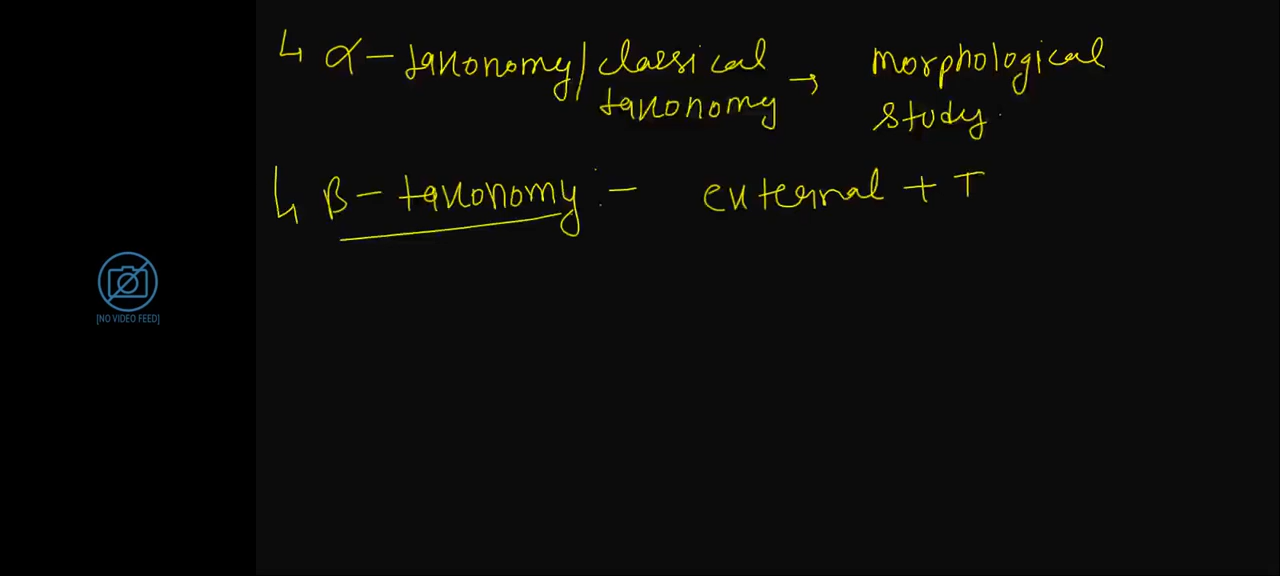 ↳ α- taxonomy/classical taxonomy → morphological study.
↳ β- taxonomy :- external + T
[NO VIDEO FEED]